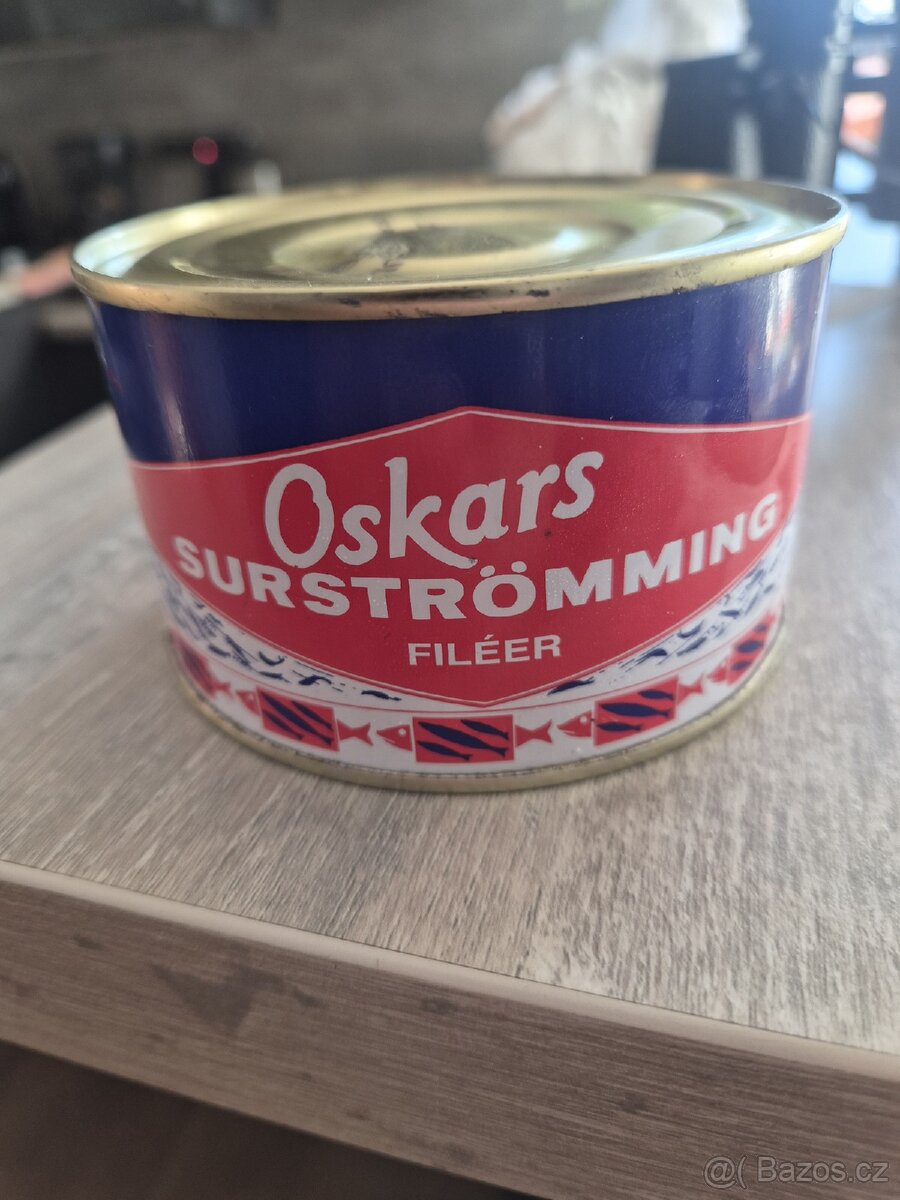 Oskars
SURSTRÖMMING
FILÉER
@( Bazos.cz